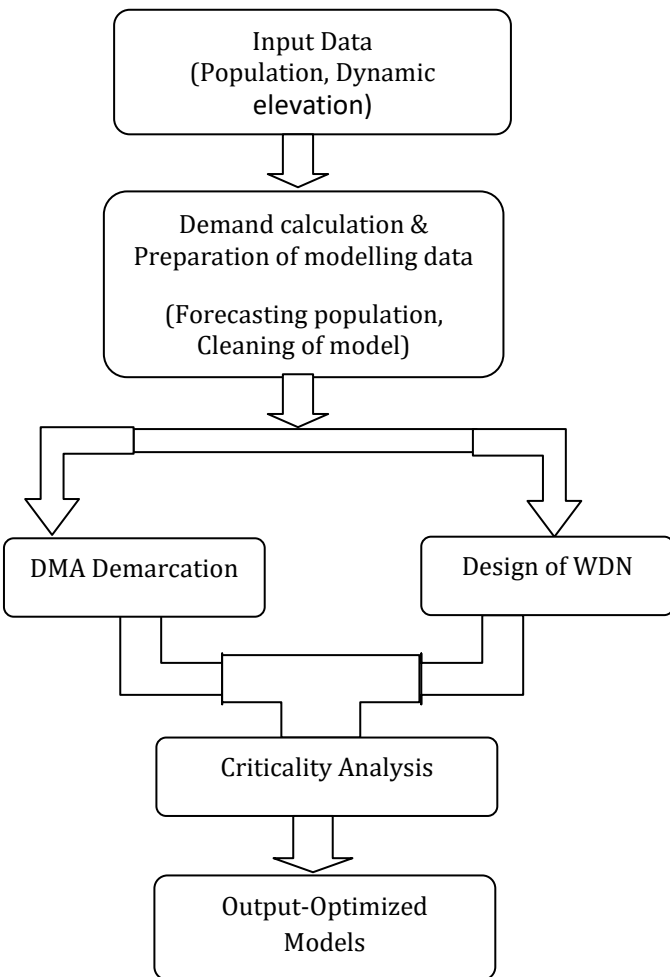 Input Data
(Population, Dynamic
elevation)
Demand calculation &
Preparation of modelling data
(Forecasting population,
Cleaning of model)
DMA Demarcation
Design of WDN
Criticality Analysis
Output-Optimized
Models